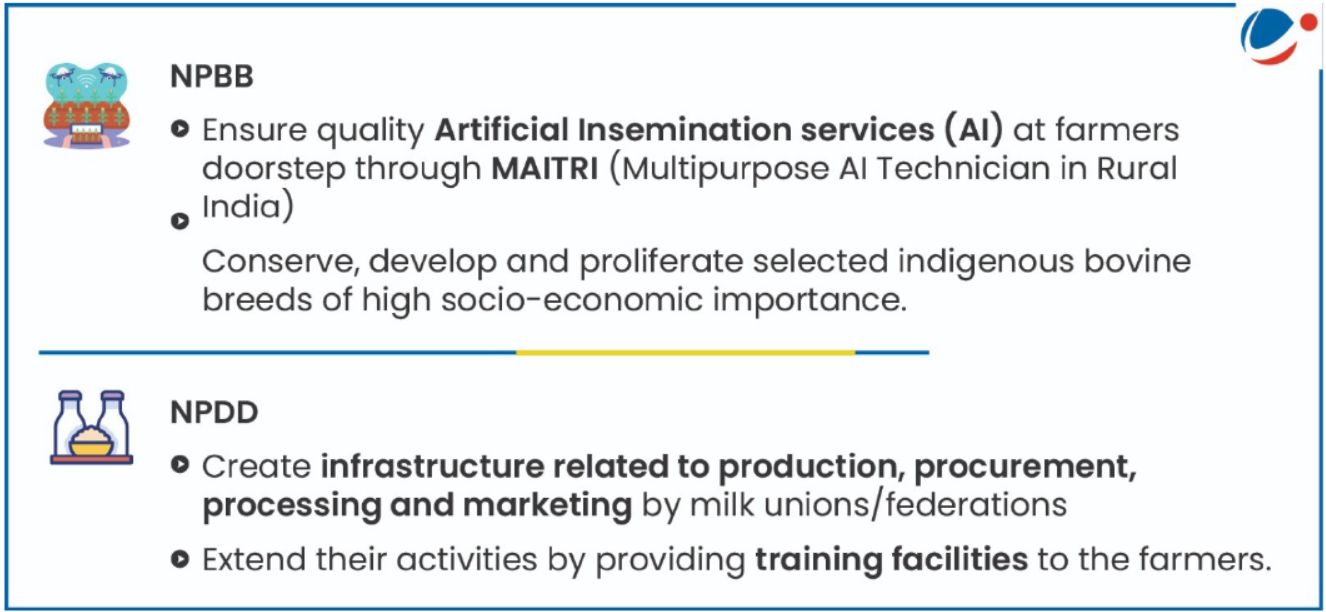 NPBB
Ensure quality Artificial Insemination services (AI) at farmers
doorstep through MAITRI (Multipurpose AI Technician in Rural
India)
Conserve, develop and proliferate selected indigenous bovine
breeds of high socio-economic importance.
NPDD
Create infrastructure related to production, procurement,
processing and marketing by milk unions/federations
Extend their activities by providing training facilities to the farmers.